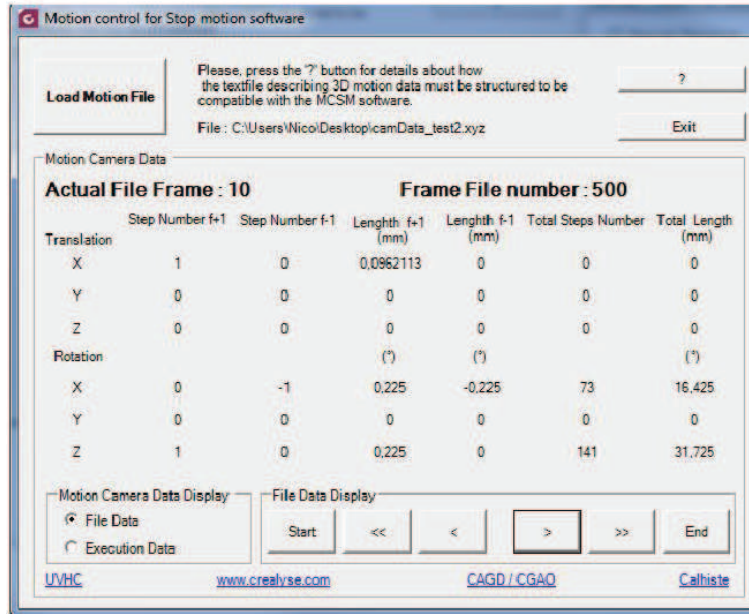 Motion control for Stop motion software
Load Motion File
Please, press the '?' button for details about how
the textfile describing 3D motion data must be structured to be
compatible with the MCSM software.
?
File : C:\Users\Nico\Desktop\camData_test2.xyz
Exit
Motion Camera Data
Actual File Frame : 10 Frame File number : 500
Step Number f+1 Step Number f-1 Lenghth f+1 (mm) Lenghth f-1 (mm) Total Steps Number Total Length (mm)
Translation
X 1 0 0,0962113 0 0 0
Y 0 0 0 0 0 0
Z 0 0 0 0 0 0
Rotation (°) (°) (°)
X 0 -1 0,225 -0,225 73 16,425
Y 0 0 0 0 0 0
Z 1 0 0,225 0 141 31,725
Motion Camera Data Display
File Data
Execution Data
File Data Display
Start << < > >> End
UVHC www.crealyse.com CAGD / CGAO Calhiste